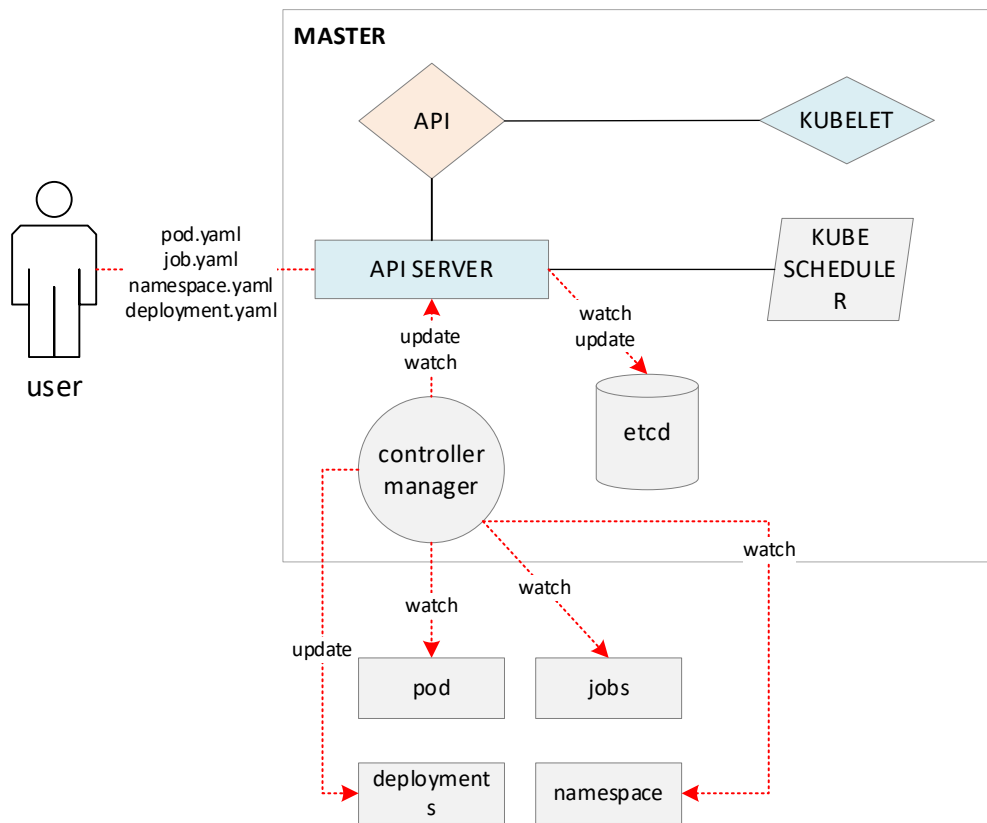 MASTER
API
KUBELET
pod.yaml
job.yaml
namespace.yaml
deployment.yaml
API SERVER
KUBE
SCHEDULE
R
user
update
watch
watch
update
controller
manager
etcd
watch
watch
watch
update
pod
jobs
deployment
s
namespace